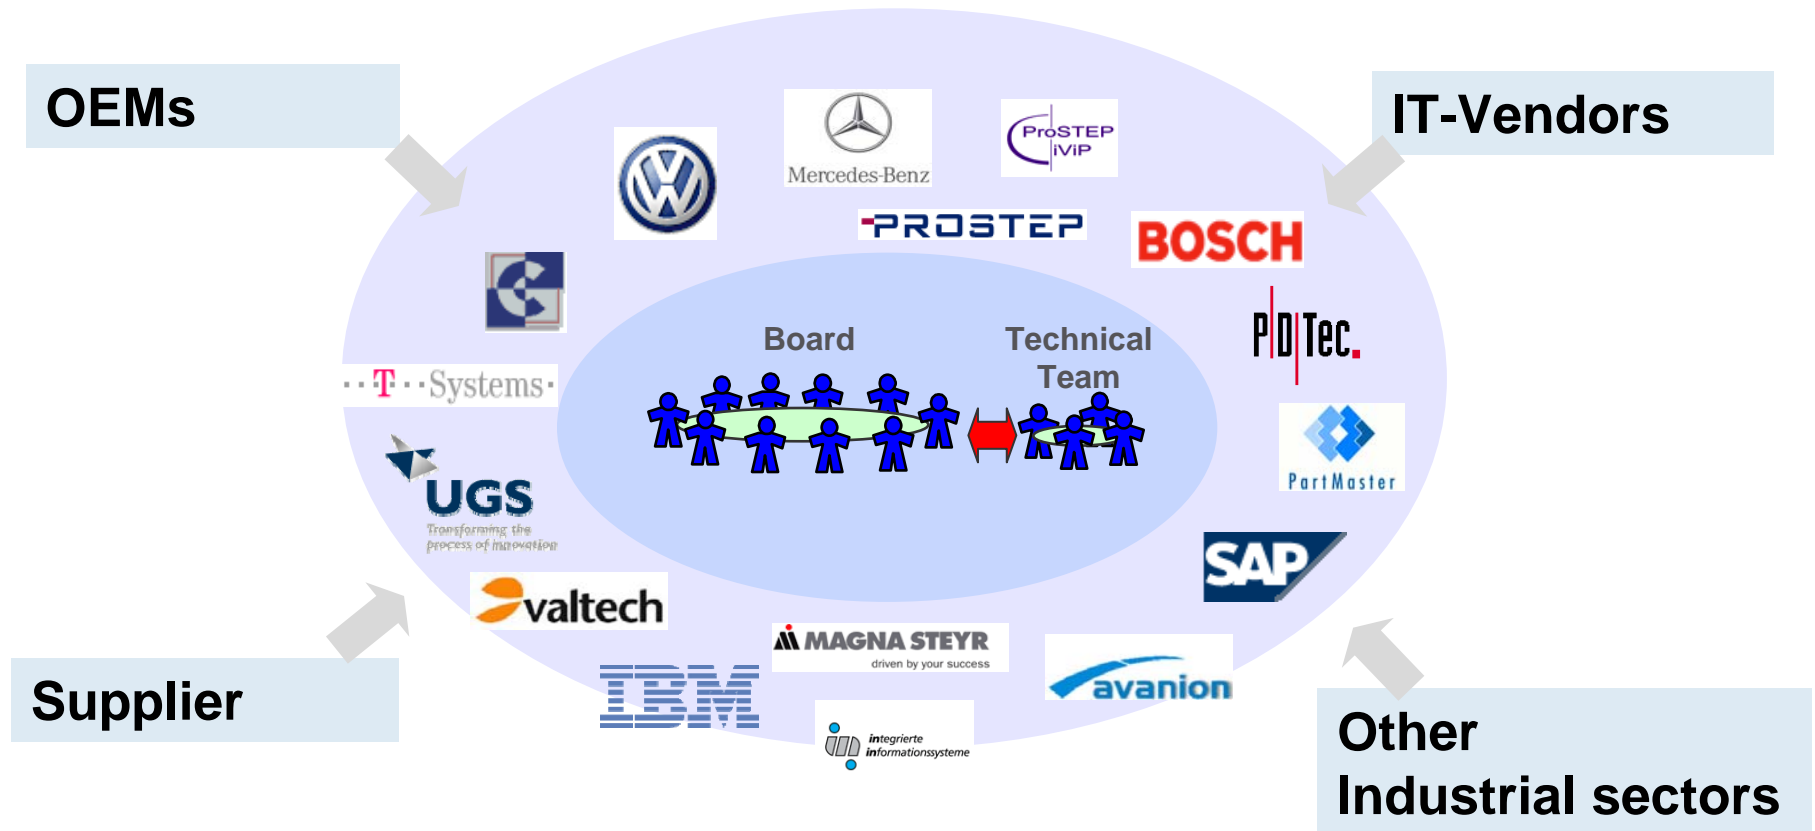 OEMs
IT-Vendors
Mercedes-Benz
ProSTEP
iViP
PROSTEP
BOSCH
Board
Technical
Team
PDTec.
··T··Systems·
UGS
Transforming the
process of innovation
PartMaster
SAP
valtech
MAGNA STEYR
driven by your success
avanion
IBM
integrierte
informationssysteme
Supplier
Other
Industrial sectors